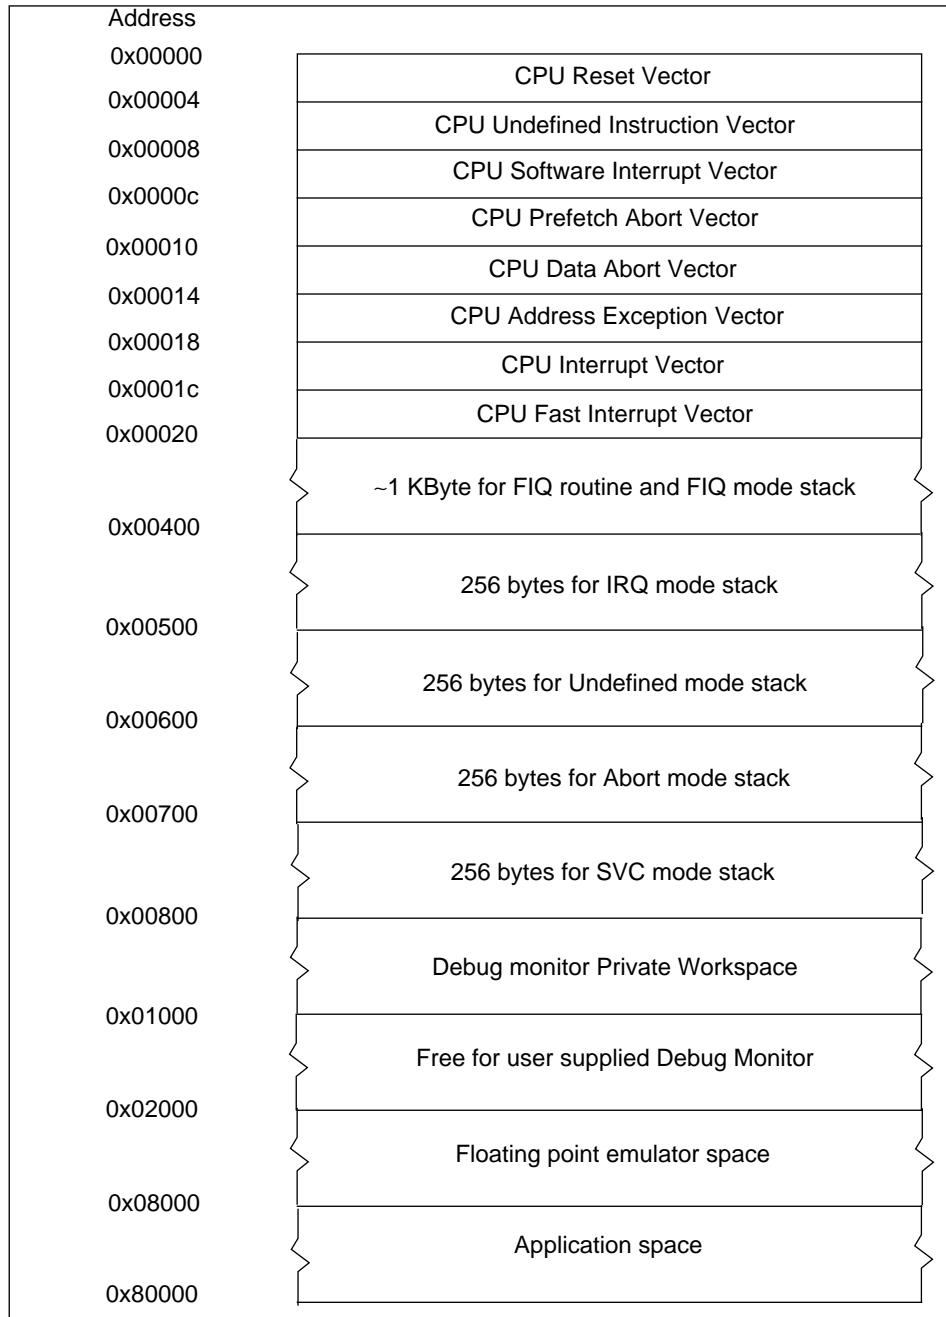 Address
0x00000
CPU Reset Vector
0x00004
CPU Undefined Instruction Vector
0x00008
CPU Software Interrupt Vector
0x0000c
CPU Prefetch Abort Vector
0x00010
CPU Data Abort Vector
0x00014
CPU Address Exception Vector
0x00018
CPU Interrupt Vector
0x0001c
CPU Fast Interrupt Vector
0x00020
~1 KByte for FIQ routine and FIQ mode stack
0x00400
256 bytes for IRQ mode stack
0x00500
256 bytes for Undefined mode stack
0x00600
256 bytes for Abort mode stack
0x00700
256 bytes for SVC mode stack
0x00800
Debug monitor Private Workspace
0x01000
Free for user supplied Debug Monitor
0x02000
Floating point emulator space
0x08000
Application space
0x80000